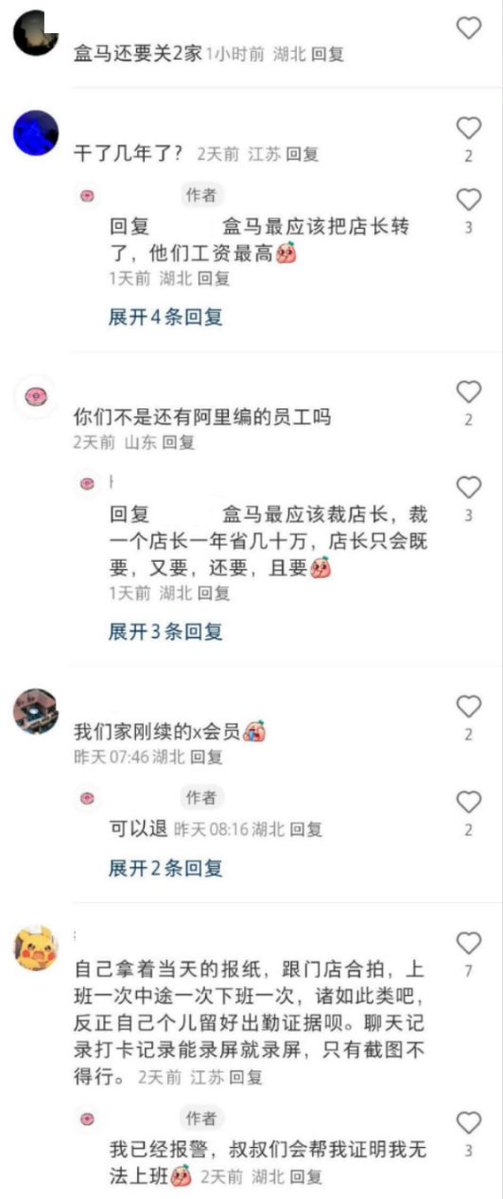 盒马还要关2家 1小时前 湖北 回复
干了几年了？ 2天前 江苏 回复
2
作者
回复 盒马最应该把店长转
了，他们工资最高
3
1天前 湖北 回复
展开4条回复
你们不是还有阿里编的员工吗
2
2天前 山东 回复
回复 盒马最应该裁店长，裁
一个店长一年省几十万，店长只会既
要，又要，还要，且要
3
1天前 湖北 回复
展开3条回复
我们家刚续的x会员
2
昨天 07:46 湖北 回复
作者
可以退 昨天 08:16 湖北 回复
2
展开2条回复
自己拿着当天的报纸，跟门店合拍，上
班一次中途一次下班一次，诸如此类吧，
反正自己个儿留好出勤证据呗。聊天记
录打卡记录能录屏就录屏，只有截图不
得行。 2天前 江苏 回复
7
作者
我已经报警，叔叔们会帮我证明我无
法上班 2天前 湖北 回复
3